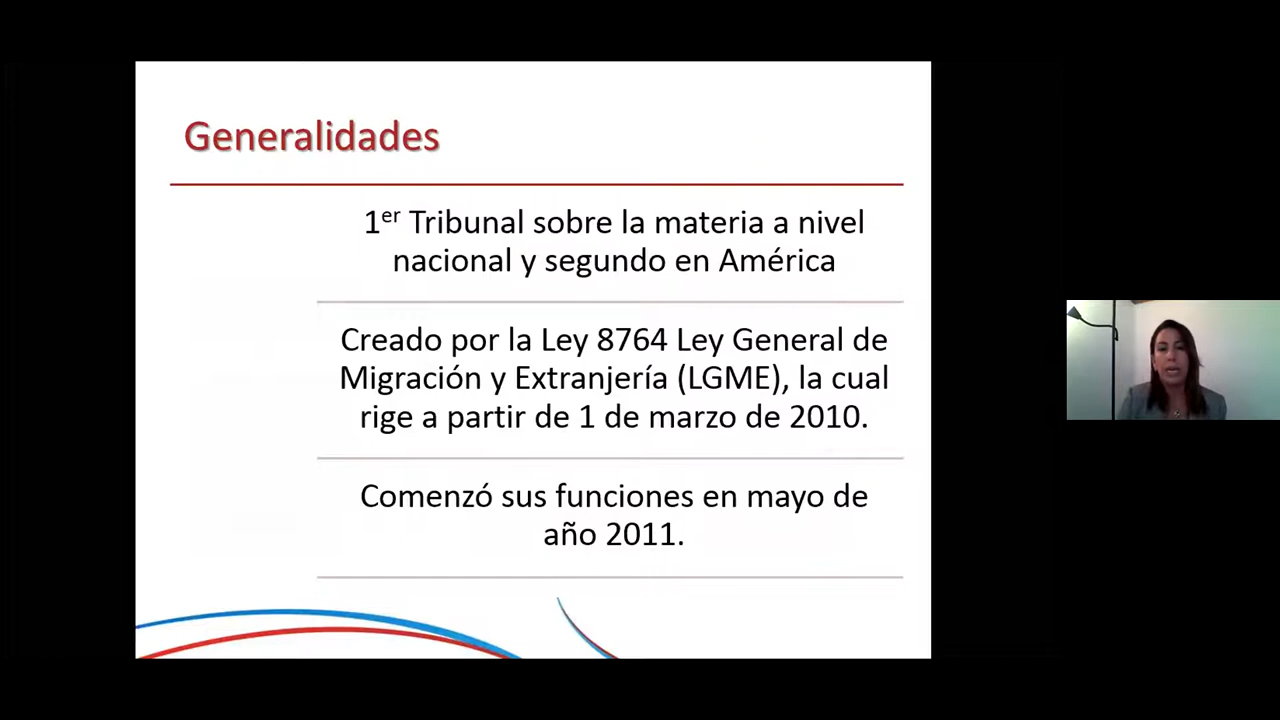 Generalidades
1er Tribunal sobre la materia a nivel
nacional y segundo en América
Creado por la Ley 8764 Ley General de
Migración y Extranjería (LGME), la cual
rige a partir de 1 de marzo de 2010.
Comenzó sus funciones en mayo de
año 2011.